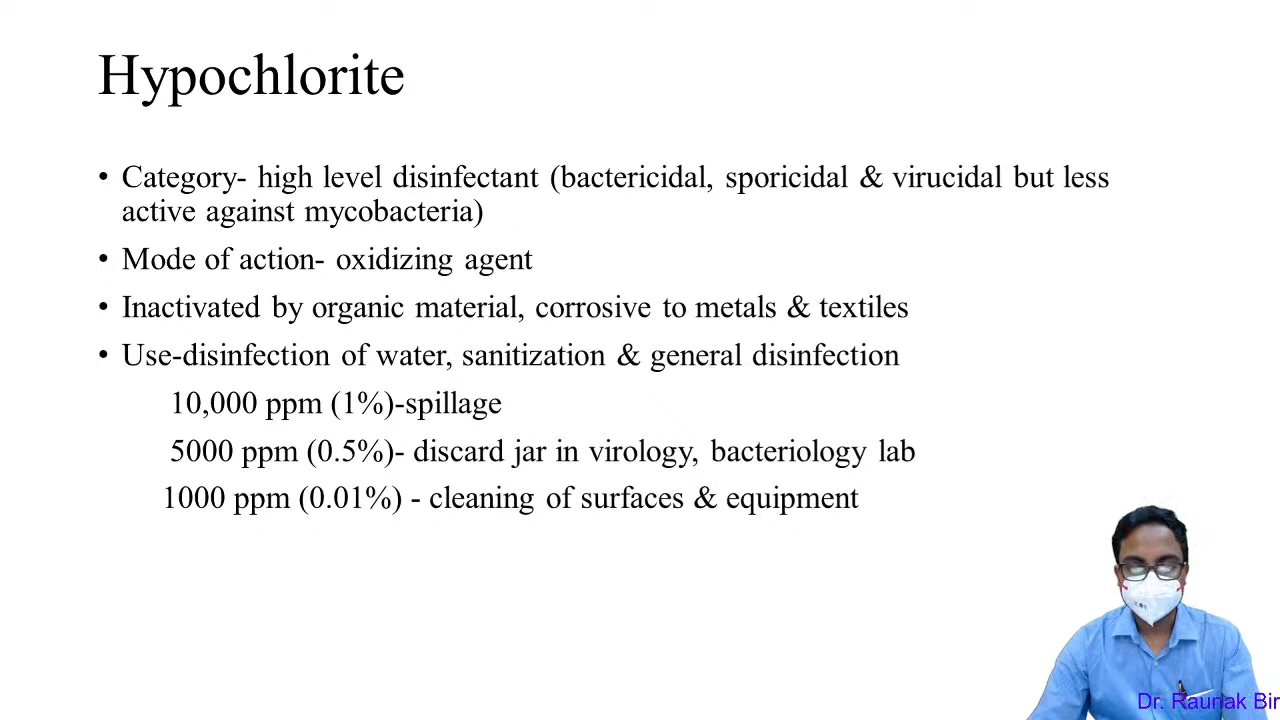 Hypochlorite
• Category- high level disinfectant (bactericidal, sporicidal & virucidal but less
active against mycobacteria)
• Mode of action- oxidizing agent
• Inactivated by organic material, corrosive to metals & textiles
• Use-disinfection of water, sanitization & general disinfection
10,000 ppm (1%)-spillage
5000 ppm (0.5%)- discard jar in virology, bacteriology lab
1000 ppm (0.01%) - cleaning of surfaces & equipment
Dr. Raunak Bir